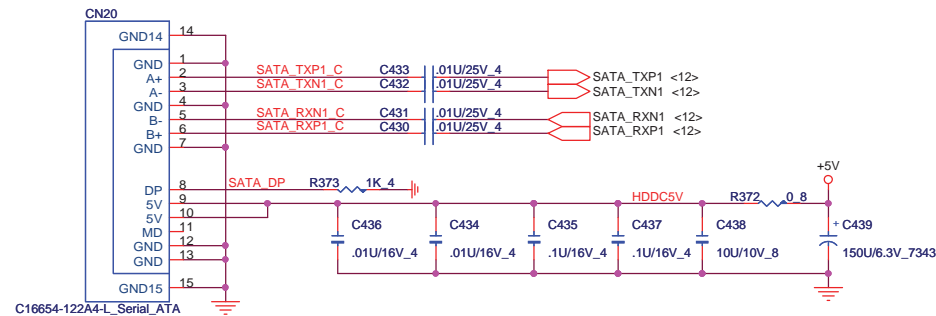 CN20
GND14 14
GND 1
A+ 2 SATA_TXP1_C C433 .01U/25V_4 SATA_TXP1 <12>
A- 3 SATA_TXN1_C C432 .01U/25V_4 SATA_TXN1 <12>
GND 4
B- 5 SATA_RXN1_C C431 .01U/25V_4 SATA_RXN1 <12>
B+ 6 SATA_RXP1_C C430 .01U/25V_4 SATA_RXP1 <12>
GND 7
+5V
DP 8 SATA_DP R373 1K_4
5V 9 HDDC5V R372 0_8
5V 10
MD 11
C436 C434 C435 C437 C438 + C439
GND 12
.01U/16V_4 .01U/16V_4 .1U/16V_4 .1U/16V_4 10U/10V_8 150U/6.3V_7343
GND 13
GND15 15
C16654-122A4-L_Serial_ATA